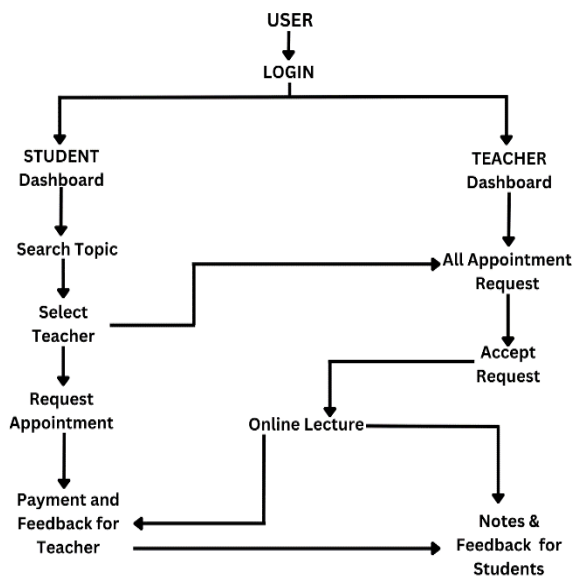 USER
LOGIN
STUDENT
Dashboard
TEACHER
Dashboard
Search Topic
All Appointment
Request
Select
Teacher
Accept
Request
Request
Appointment
Online Lecture
Payment and
Feedback for
Teacher
Notes &
Feedback for
Students